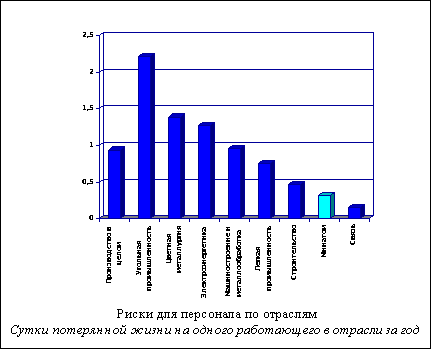 2,5
2
1,5
1
0,5
0
Производство в
целом
Угольная
промышленность
Цветная
металлургия
Электроэнергетика
Машиностроение и
металлообработка
Легкая
промышленность
Строительство
Минатом
Связь
Риски для персонала по отраслям
Сутки потерянной жизни на одного работающего в отрасли за год